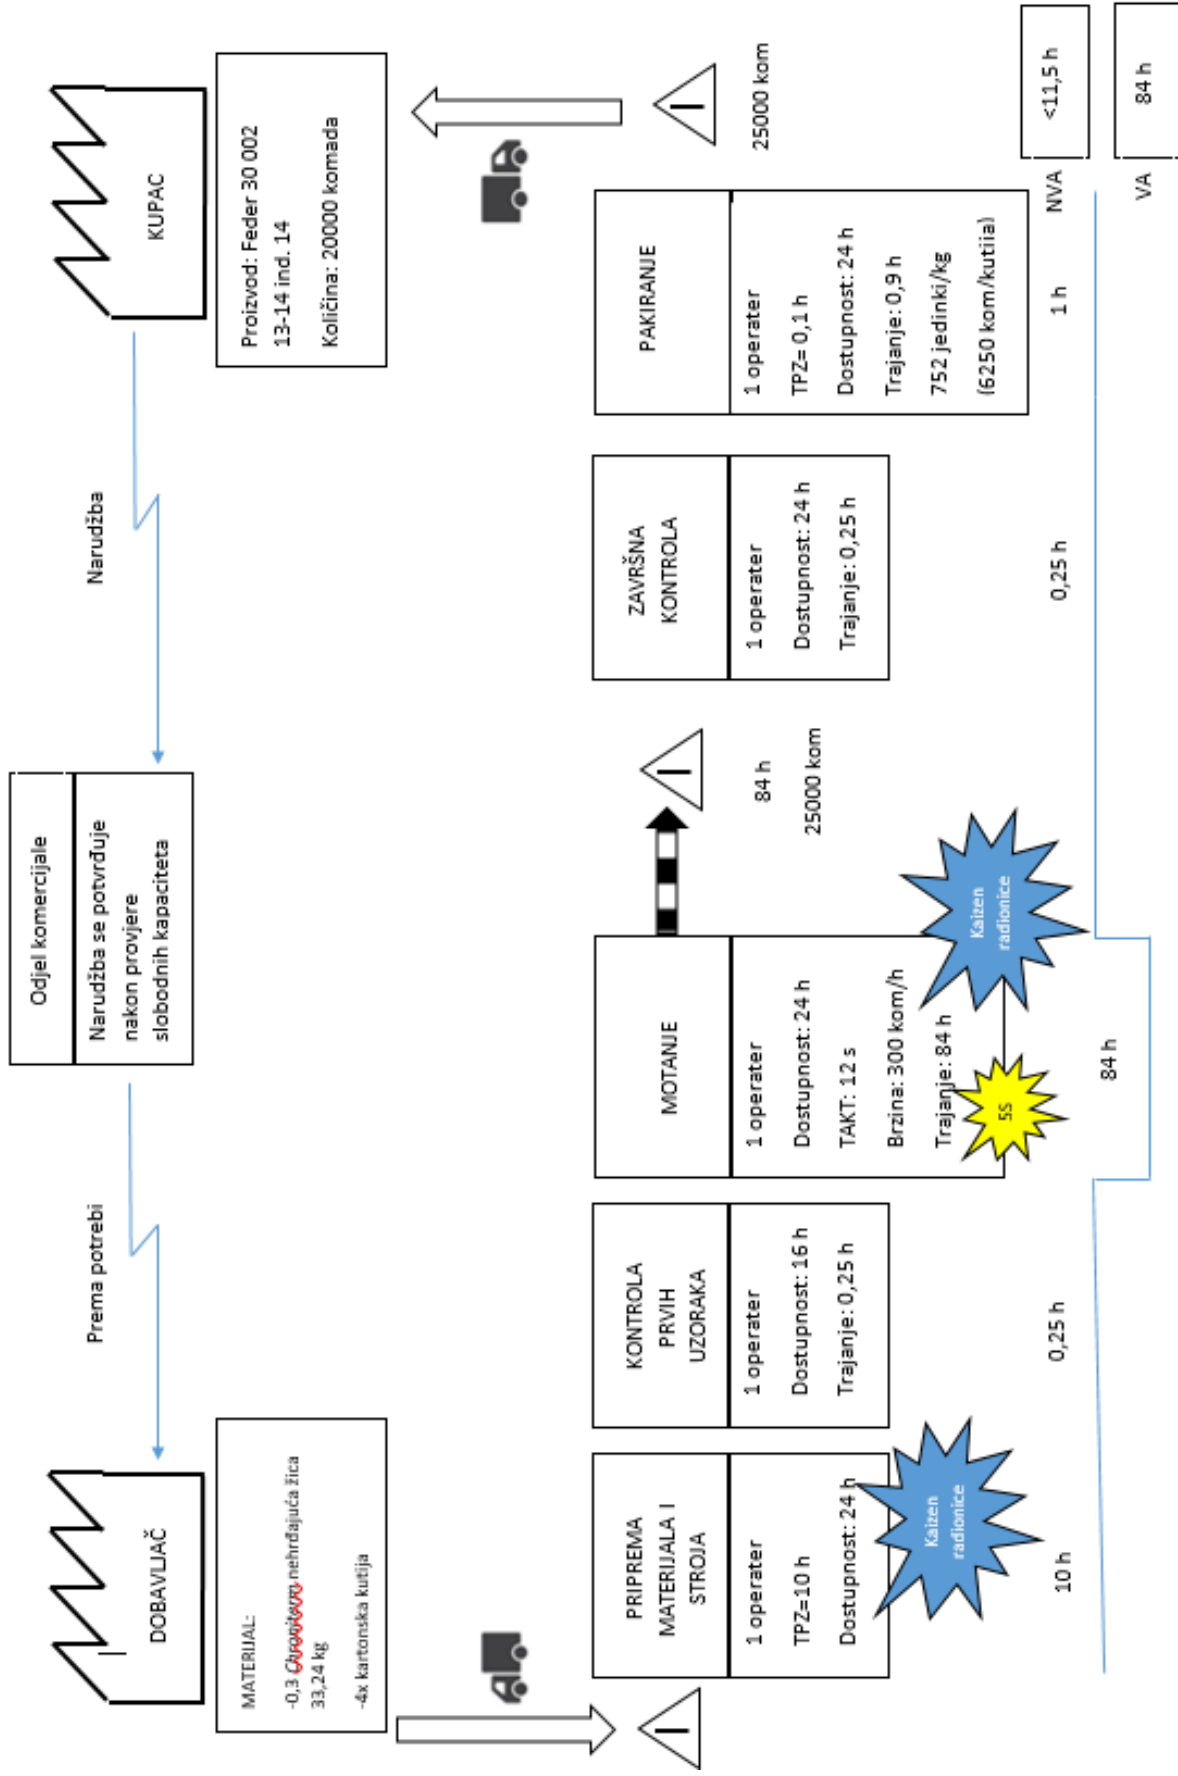 DOBAVLJAČ
MATERIJAL:
-0,3 Chroniterm nehrđajuća žica
33,24 kg
-4x kartonska kutija
Prema potrebi
Odjel komercijale
Narudžba se potvrđuje
nakon provjere
slobodnih kapaciteta
Narudžba
KUPAC
Proizvod: Feder 30 002
13-14 ind. 14
Količina: 20000 komada
I
PRIPREMA
MATERIJALA I
STROJA
1 operater
TPZ=10 h
Dostupnost: 24 h
Kaizen
radionice
KONTROLA
PRVIH
UZORAKA
1 operater
Dostupnost: 16 h
Trajanje: 0,25 h
MOTANJE
1 operater
Dostupnost: 24 h
TAKT: 12 s
Brzina: 300 kom/h
Trajanje: 84 h
5S
Kaizen
radionice
I
84 h
25000 kom
ZAVRŠNA
KONTROLA
1 operater
Dostupnost: 24 h
Trajanje: 0,25 h
PAKIRANJE
1 operater
TPZ= 0,1 h
Dostupnost: 24 h
Trajanje: 0,9 h
752 jedinki/kg
(6250 kom/kutiia)
I
25000 kom
10 h
0,25 h
84 h
0,25 h
1 h
NVA
<11,5 h
VA
84 h